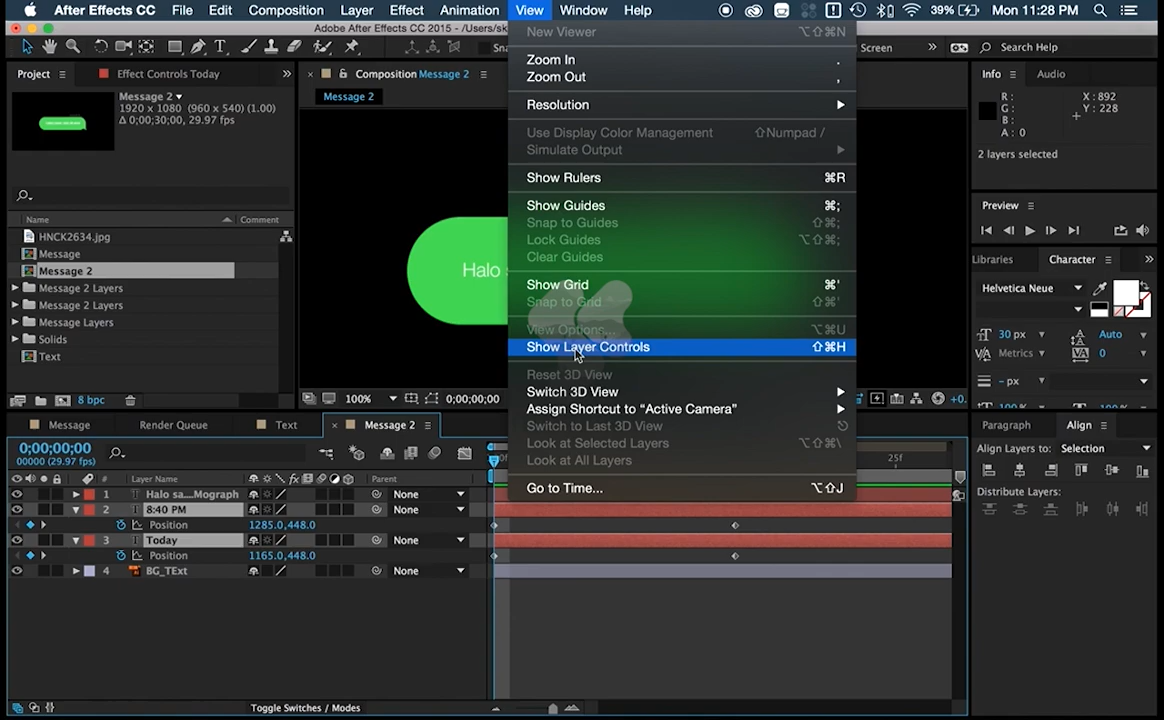 After Effects CC File Edit Composition Layer Effect Animation View Window Help 39% Mon 11:28 PM
Adobe After Effects CC 2015 - /Users/sk
Screen
Search Help
Project
Effect Controls Today
Composition Message 2
Info
Audio
Message 2
1920 x 1080 (960 x 540) (1.00)
Δ 0;00;30;00, 29.97 fps
Message 2
R :
G :
B :
A : 0
X : 892
Y : 228
2 layers selected
New Viewer ⌥⇧⌘N
Zoom In .
Zoom Out ,
Resolution
Use Display Color Management ⇧Numpad /
Simulate Output
Show Rulers ⌘R
Show Guides ⌘;
Snap to Guides ⇧⌘;
Lock Guides ⌥⇧⌘;
Clear Guides
Show Grid ⌘'
Snap to Grid ⇧⌘'
View Options... ⌥⌘U
Show Layer Controls ⇧⌘H
Reset 3D View
Switch 3D View
Assign Shortcut to “Active Camera”
Switch to Last 3D View
Look at Selected Layers ⌥⇧⌘\
Look at All Layers
Go to Time... ⌥⇧J
Name Comment
HNCK2634.jpg
Message
Message 2
Message 2 Layers
Message 2 Layers
Message Layers
Solids
Text
8 bpc
Halo s
100%
0;00;00;00
+0.
Preview
Libraries
Character
Helvetica Neue
30 px
Auto
Metrics
0
- px
100 %
100 %
Message
Render Queue
Text
Message 2
0;00;00;00
00000 (29.97 fps)
# Layer Name Parent
25f
1 Halo sa....Mograph None
2 8:40 PM None
Position 1285.0,448.0
3 Today None
Position 1165.0,448.0
4 BG_TExt None
Toggle Switches / Modes
Paragraph
Align
Align Layers to: Selection
Distribute Layers: